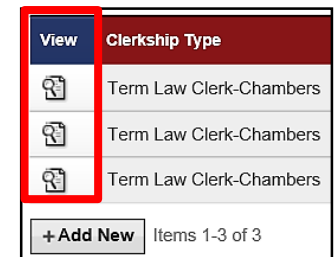 View Clerkship Type
Term Law Clerk-Chambers
Term Law Clerk-Chambers
Term Law Clerk-Chambers
+Add New Items 1-3 of 3